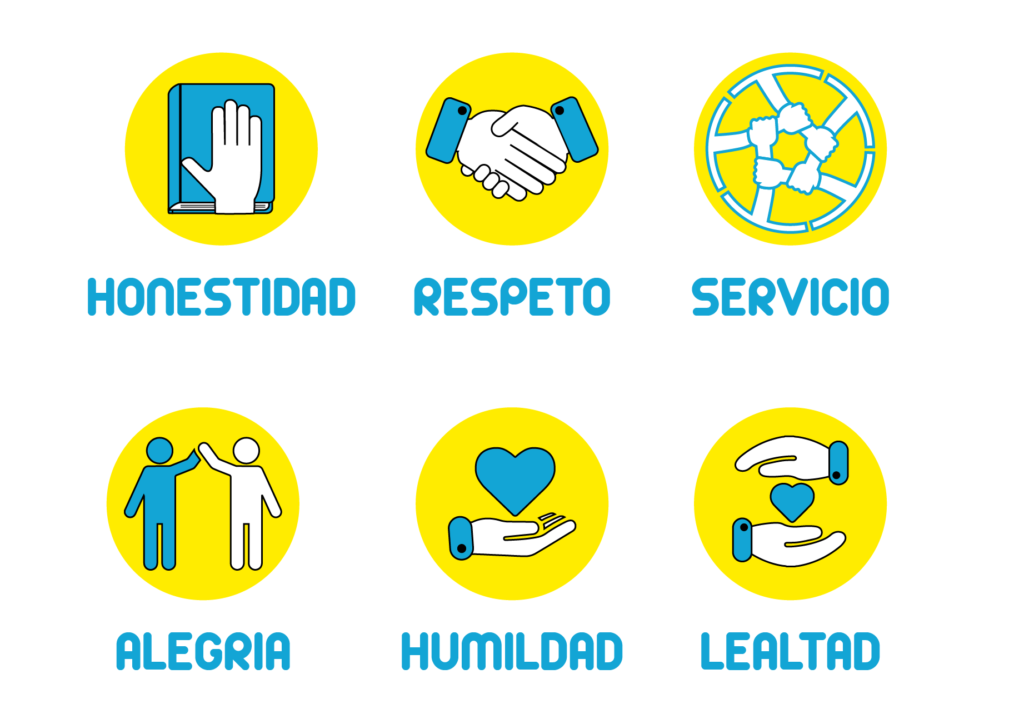 HONESTIDAD
RESPETO
SERVICIO
ALEGRIA
HUMILDAD
LEALTAD